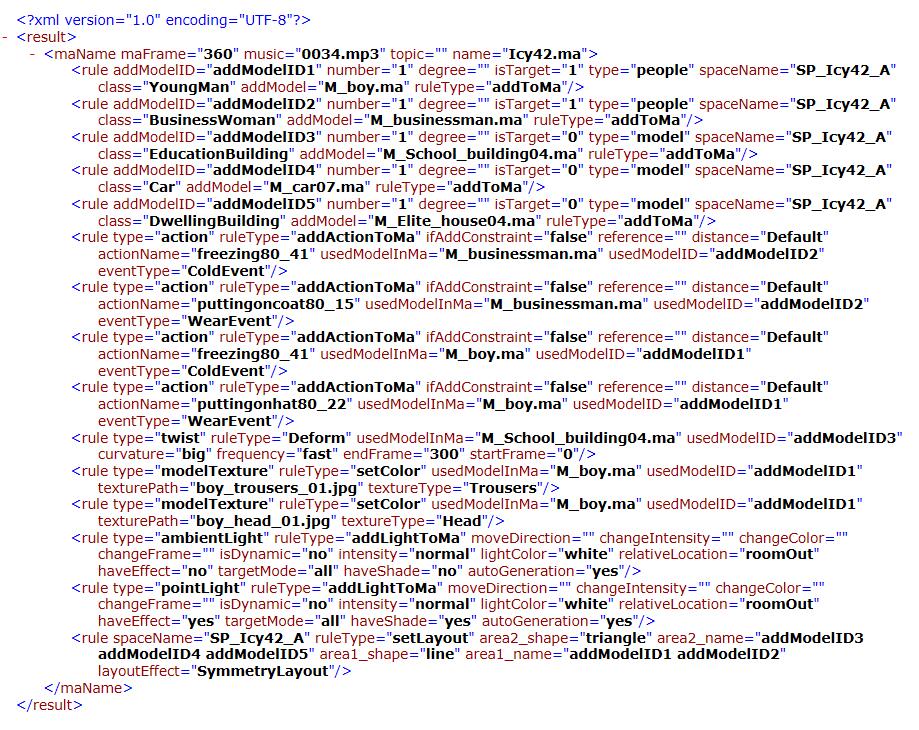 <?xml version="1.0" encoding="UTF-8"?>
- <result>
- <maName maFrame="360" music="0034.mp3" topic="" name="Icy42.ma">
<rule addModelID="addModelID1" number="1" degree="" isTarget="1" type="people" spaceName="SP_Icy42_A"
class="YoungMan" addModel="M_boy.ma" ruleType="addToMa"/>
<rule addModelID="addModelID2" number="1" degree="" isTarget="1" type="people" spaceName="SP_Icy42_A"
class="BusinessWoman" addModel="M_businessman.ma" ruleType="addToMa"/>
<rule addModelID="addModelID3" number="1" degree="" isTarget="0" type="model" spaceName="SP_Icy42_A"
class="EducationBuilding" addModel="M_School_building04.ma" ruleType="addToMa"/>
<rule addModelID="addModelID4" number="1" degree="" isTarget="0" type="model" spaceName="SP_Icy42_A"
class="Car" addModel="M_car07.ma" ruleType="addToMa"/>
<rule addModelID="addModelID5" number="1" degree="" isTarget="0" type="model" spaceName="SP_Icy42_A"
class="DwellingBuilding" addModel="M_Elite_house04.ma" ruleType="addToMa"/>
<rule type="action" ruleType="addActionToMa" ifAddConstraint="false" reference="" distance="Default"
actionName="freezing80_41" usedModelInMa="M_businessman.ma" usedModelID="addModelID2"
eventType="ColdEvent"/>
<rule type="action" ruleType="addActionToMa" ifAddConstraint="false" reference="" distance="Default"
actionName="puttingoncoat80_15" usedModelInMa="M_businessman.ma" usedModelID="addModelID2"
eventType="WearEvent"/>
<rule type="action" ruleType="addActionToMa" ifAddConstraint="false" reference="" distance="Default"
actionName="freezing80_41" usedModelInMa="M_boy.ma" usedModelID="addModelID1"
eventType="ColdEvent"/>
<rule type="action" ruleType="addActionToMa" ifAddConstraint="false" reference="" distance="Default"
actionName="puttingonhat80_22" usedModelInMa="M_boy.ma" usedModelID="addModelID1"
eventType="WearEvent"/>
<rule type="twist" ruleType="Deform" usedModelInMa="M_School_building04.ma" usedModelID="addModelID3"
curvature="big" frequency="fast" endFrame="300" startFrame="0"/>
<rule type="modelTexture" ruleType="setColor" usedModelInMa="M_boy.ma" usedModelID="addModelID1"
texturePath="boy_trousers_01.jpg" textureType="Trousers"/>
<rule type="modelTexture" ruleType="setColor" usedModelInMa="M_boy.ma" usedModelID="addModelID1"
texturePath="boy_head_01.jpg" textureType="Head"/>
<rule type="ambientLight" ruleType="addLightToMa" moveDirection="" changeIntensity="" changeColor=""
changeFrame="" isDynamic="no" intensity="normal" lightColor="white" relativeLocation="roomOut"
haveEffect="no" targetMode="all" haveShade="no" autoGeneration="yes"/>
<rule type="pointLight" ruleType="addLightToMa" moveDirection="" changeIntensity="" changeColor=""
changeFrame="" isDynamic="no" intensity="normal" lightColor="white" relativeLocation="roomOut"
haveEffect="yes" targetMode="all" haveShade="yes" autoGeneration="yes"/>
<rule spaceName="SP_Icy42_A" ruleType="setLayout" area2_shape="triangle" area2_name="addModelID3
addModelID4 addModelID5" area1_shape="line" area1_name="addModelID1 addModelID2"
layoutEffect="SymmetryLayout"/>
</maName>
</result>